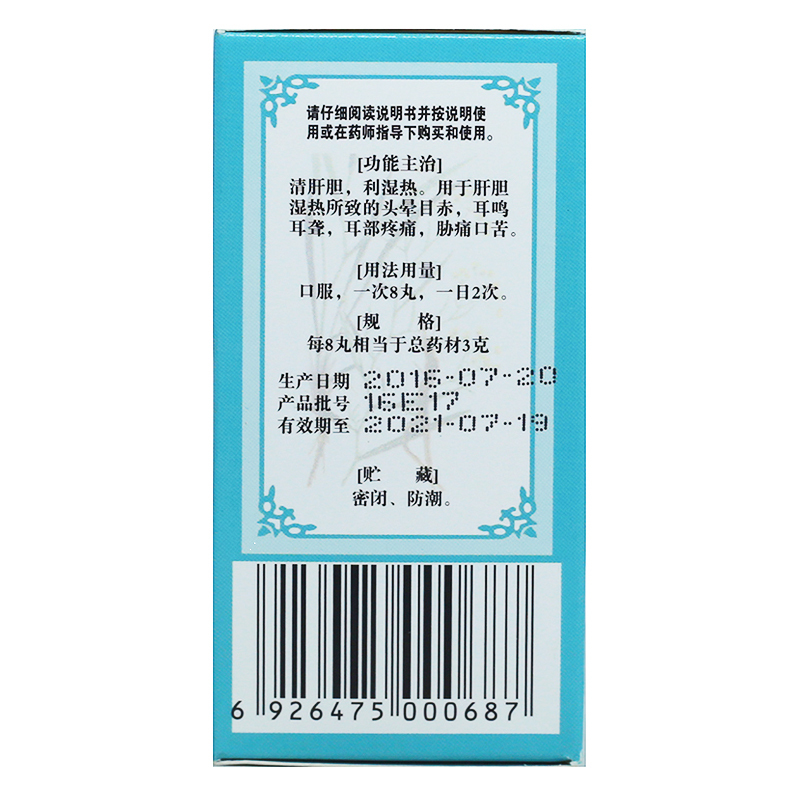 请仔细阅读说明书并按说明使
用或在药师指导下购买和使用。
[功能主治]
清肝胆，利湿热。用于肝胆
湿热所致的头晕目赤，耳鸣
耳聋，耳部疼痛，胁痛口苦。
[用法用量]
口服，一次8丸，一日2次。
[规 格]
每8丸相当于总药材3克
生产日期 2016-07-20
产品批号 16E17
有效期至 2021-07-19
[贮 藏]
密闭、防潮。
6 926475 000687